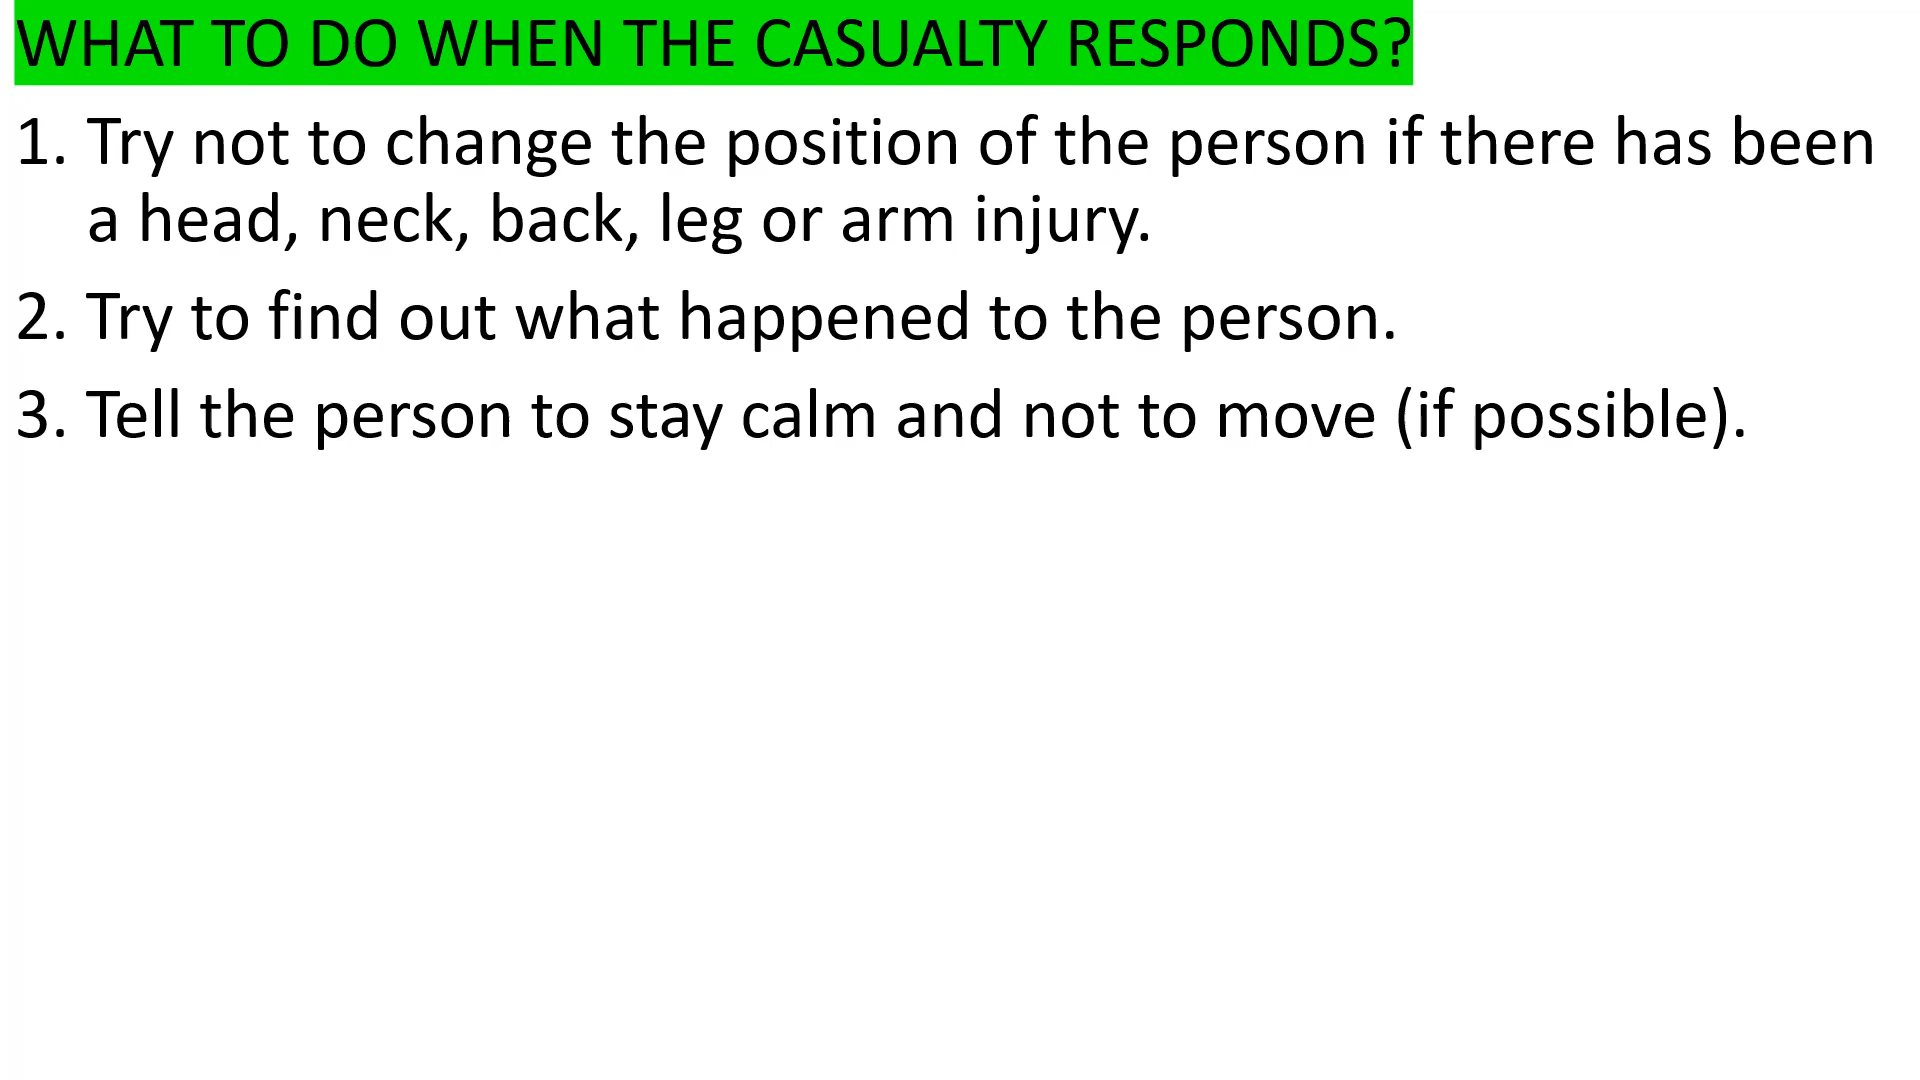 WHAT TO DO WHEN THE CASUALTY RESPONDS?
1. Try not to change the position of the person if there has been
a head, neck, back, leg or arm injury.
2. Try to find out what happened to the person.
3. Tell the person to stay calm and not to move (if possible).